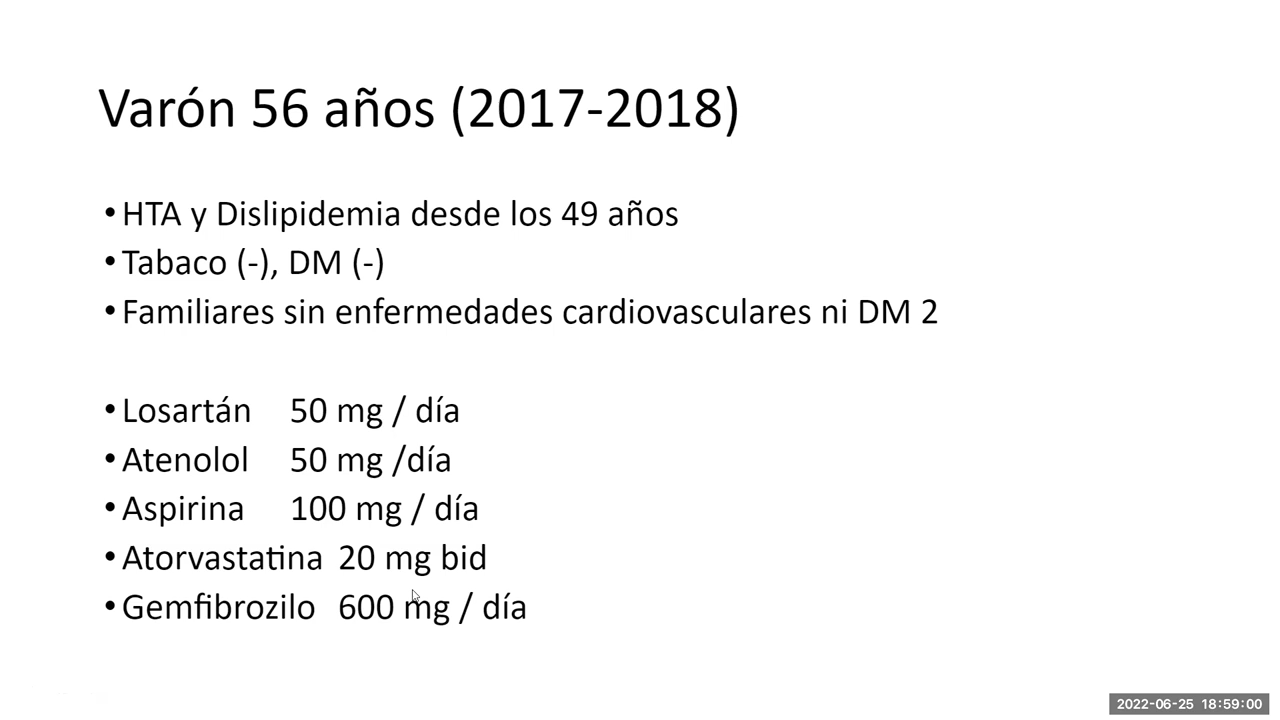 Varón 56 años (2017-2018)
• HTA y Dislipidemia desde los 49 años
• Tabaco (-), DM (-)
• Familiares sin enfermedades cardiovasculares ni DM 2
• Losartán 50 mg / día
• Atenolol 50 mg /día
• Aspirina 100 mg / día
• Atorvastatina 20 mg bid
• Gemfibrozilo 600 mg / día
2022-06-25 18:59:00